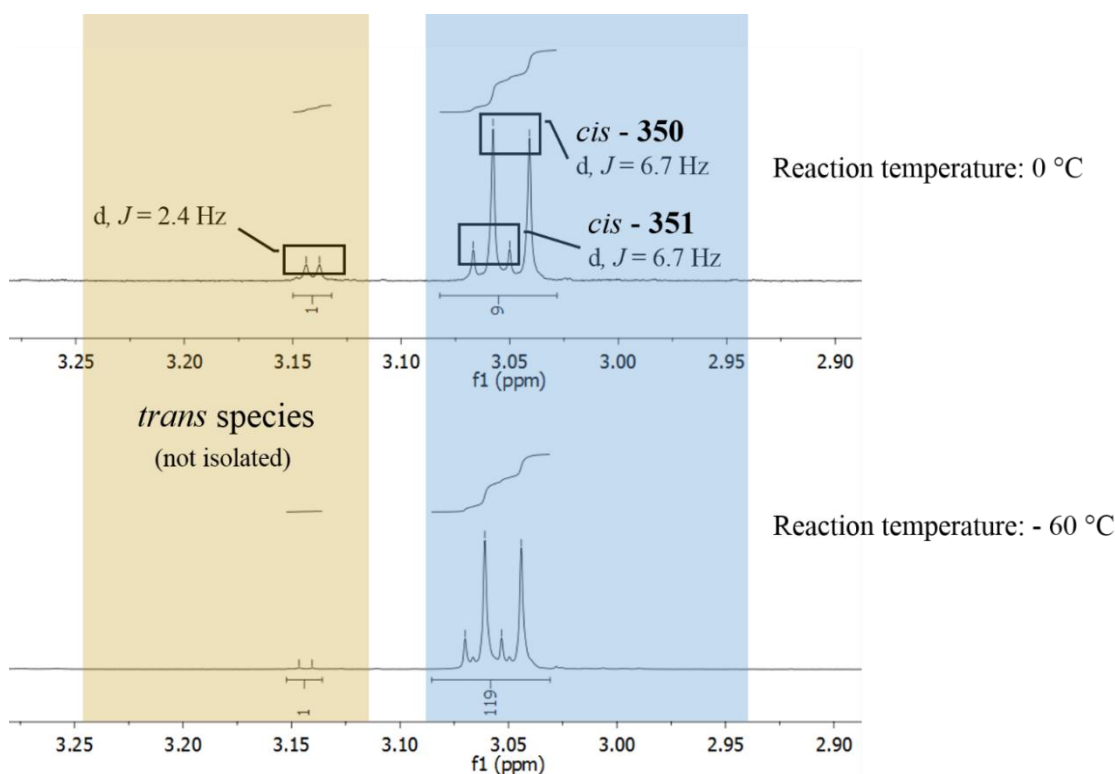 cis - 350
d, J = 6.7 Hz
Reaction temperature: 0 °C
d, J = 2.4 Hz
cis - 351
d, J = 6.7 Hz
1
9
3.25 3.20 3.15 3.10 3.05 3.00 2.95 2.90
f1 (ppm)
trans species
(not isolated)
Reaction temperature: - 60 °C
1
119
3.25 3.20 3.15 3.10 3.05 3.00 2.95 2.90
f1 (ppm)